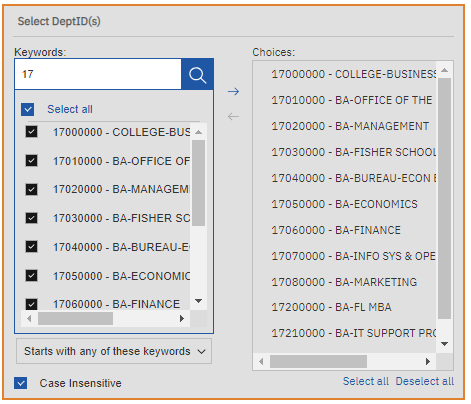 Select DeptID(s)
Keywords:
17
Select all
17000000 - COLLEGE-BUS
17010000 - BA-OFFICE OF
17020000 - BA-MANAGEM
17030000 - BA-FISHER SC
17040000 - BA-BUREAU-E
17050000 - BA-ECONOMIC
17060000 - BA-FINANCE
Starts with any of these keywords
Case Insensitive
Choices:
17000000 - COLLEGE-BUSINESS
17010000 - BA-OFFICE OF THE
17020000 - BA-MANAGEMENT
17030000 - BA-FISHER SCHOOL
17040000 - BA-BUREAU-ECON
17050000 - BA-ECONOMICS
17060000 - BA-FINANCE
17070000 - BA-INFO SYS & OPE
17080000 - BA-MARKETING
17200000 - BA-FL MBA
17210000 - BA-IT SUPPORT PRO
Select all Deselect all